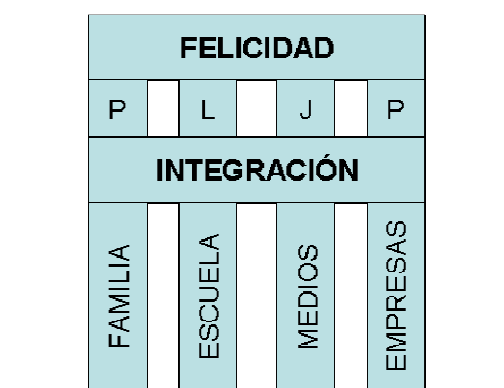 FELICIDAD
P L J P
INTEGRACIÓN
FAMILIA
ESCUELA
MEDIOS
EMPRESAS